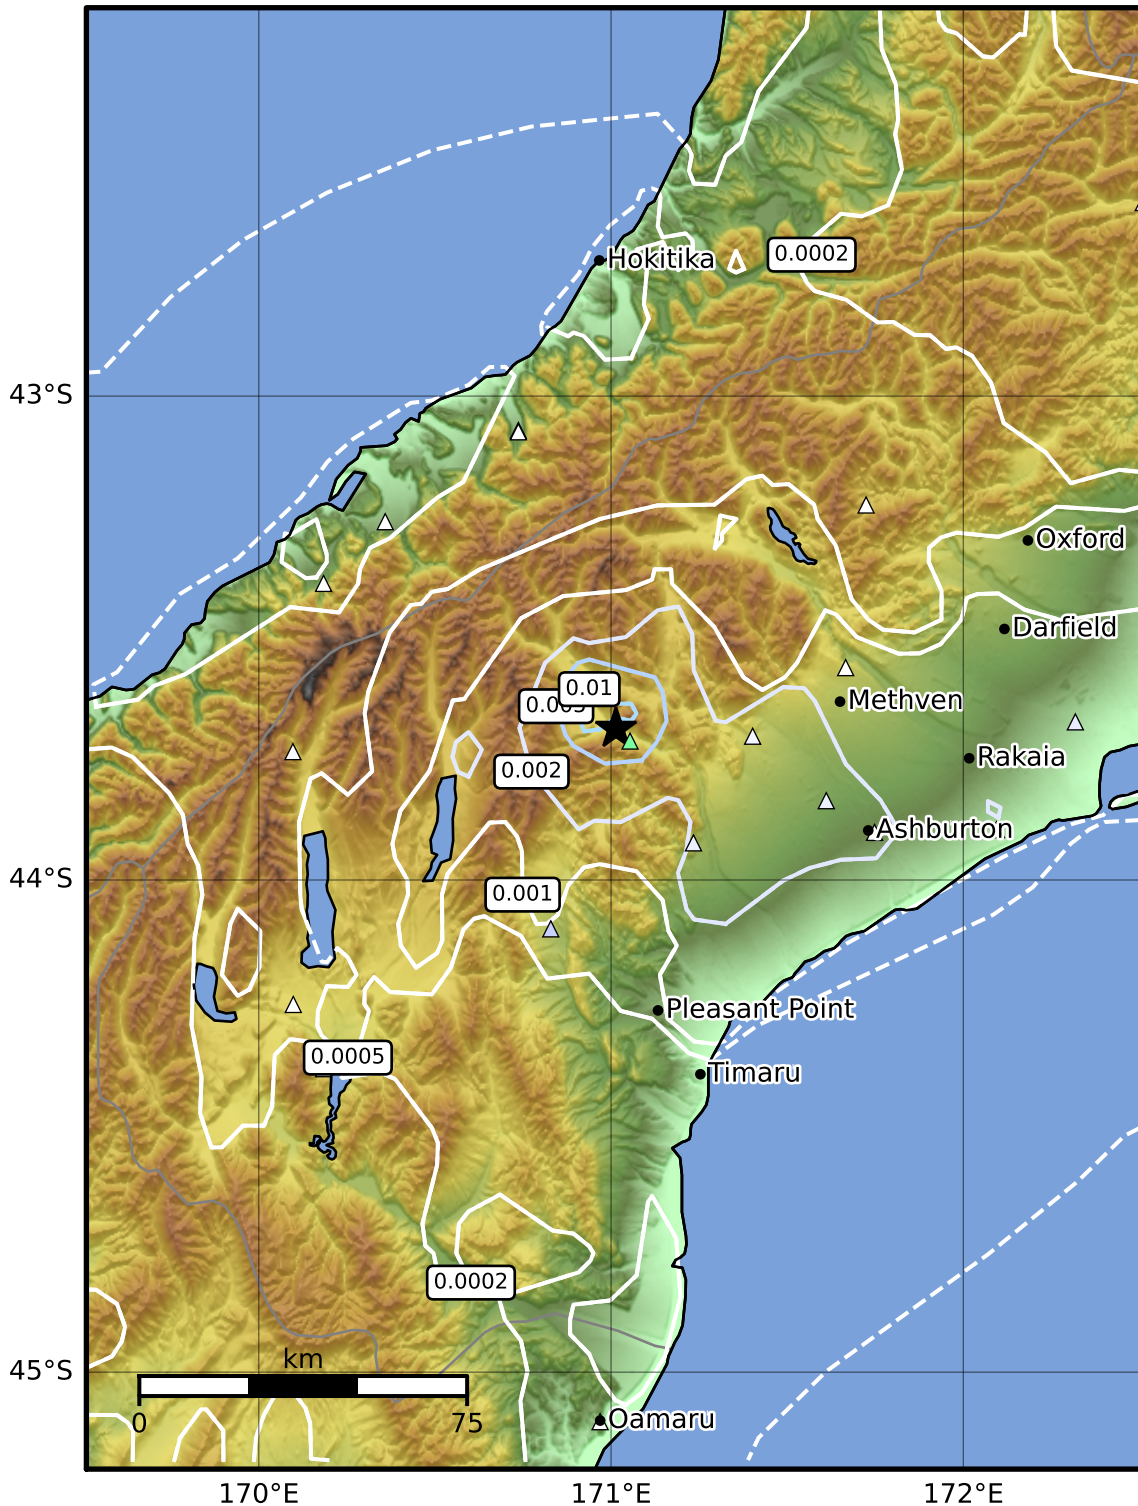 Hokitika
0.0002
43°S
Oxford
Darfield
0.01
Methven
Rakaia
0.002
Ashburton
44°S
0.001
Pleasant Point
0.0005
Timaru
0.0002
km
45°S
0
75
Oamaru
170°E
171°E
172°E